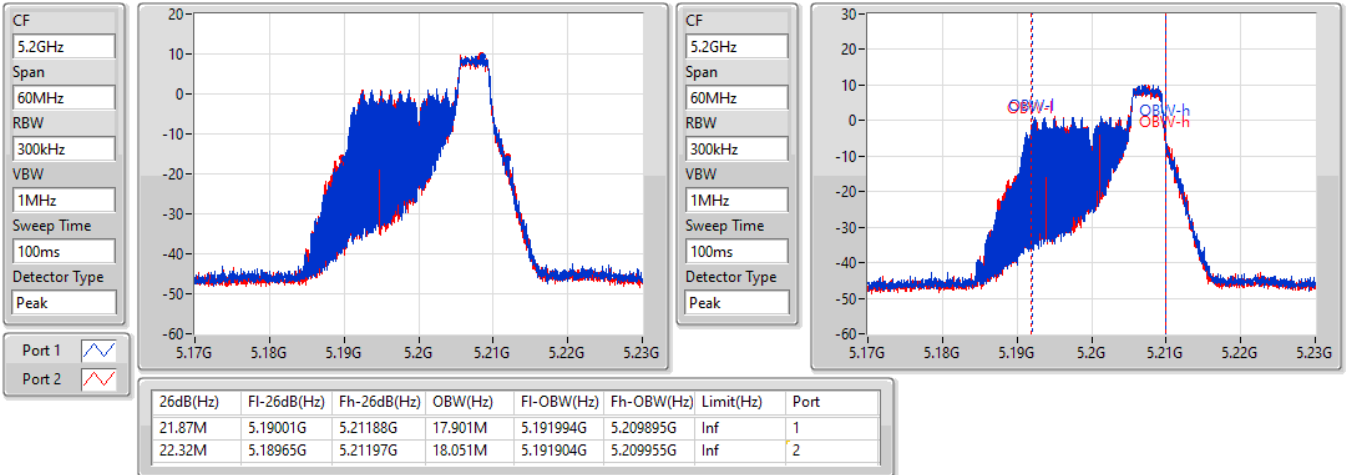 CF
5.2GHz
Span
60MHz
RBW
300kHz
VBW
1MHz
Sweep Time
100ms
Detector Type
Peak
Port 1
Port 2
20
10
0
-10
-20
-30
-40
-50
-60
5.17G 5.18G 5.19G 5.2G 5.21G 5.22G 5.23G
CF
5.2GHz
Span
60MHz
RBW
300kHz
VBW
1MHz
Sweep Time
100ms
Detector Type
Peak
30
20
10
0
-10
-20
-30
-40
-50
-60
OBW-l
OBW-h
OBW-h
5.17G 5.18G 5.19G 5.2G 5.21G 5.22G 5.23G
26dB(Hz) Fl-26dB(Hz) Fh-26dB(Hz) OBW(Hz) Fl-OBW(Hz) Fh-OBW(Hz) Limit(Hz) Port
21.87M 5.19001G 5.21188G 17.901M 5.191994G 5.209895G Inf 1
22.32M 5.18965G 5.21197G 18.051M 5.191904G 5.209955G Inf 2